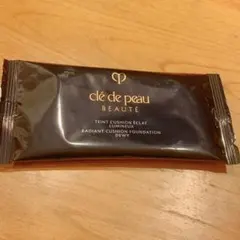 clé de peau
BEAUTÉ
TEINT CUSHION ÉCLAT
LUMINEUX
RADIANT CUSHION FOUNDATION
DEWY